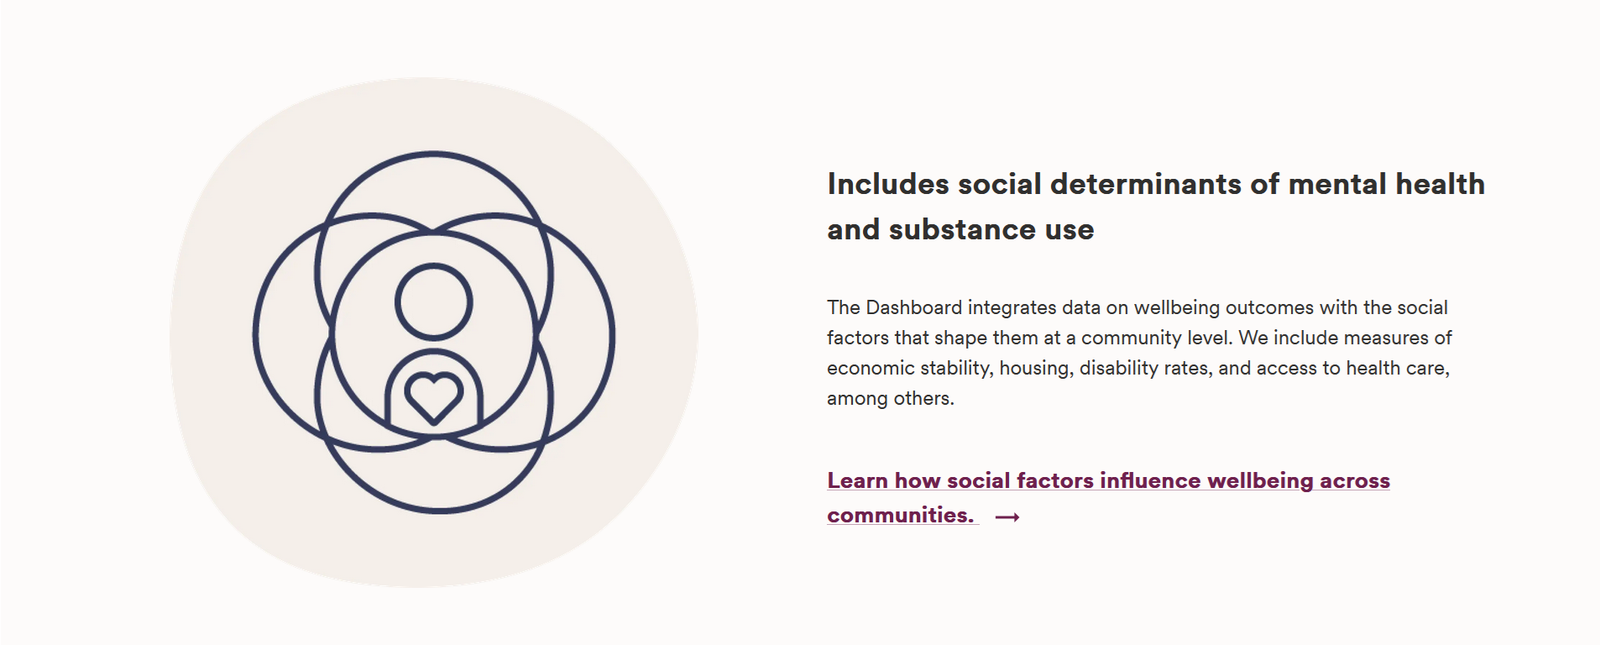 Includes social determinants of mental health
and substance use
The Dashboard integrates data on wellbeing outcomes with the social
factors that shape them at a community level. We include measures of
economic stability, housing, disability rates, and access to health care,
among others.
Learn how social factors influence wellbeing across
communities. →